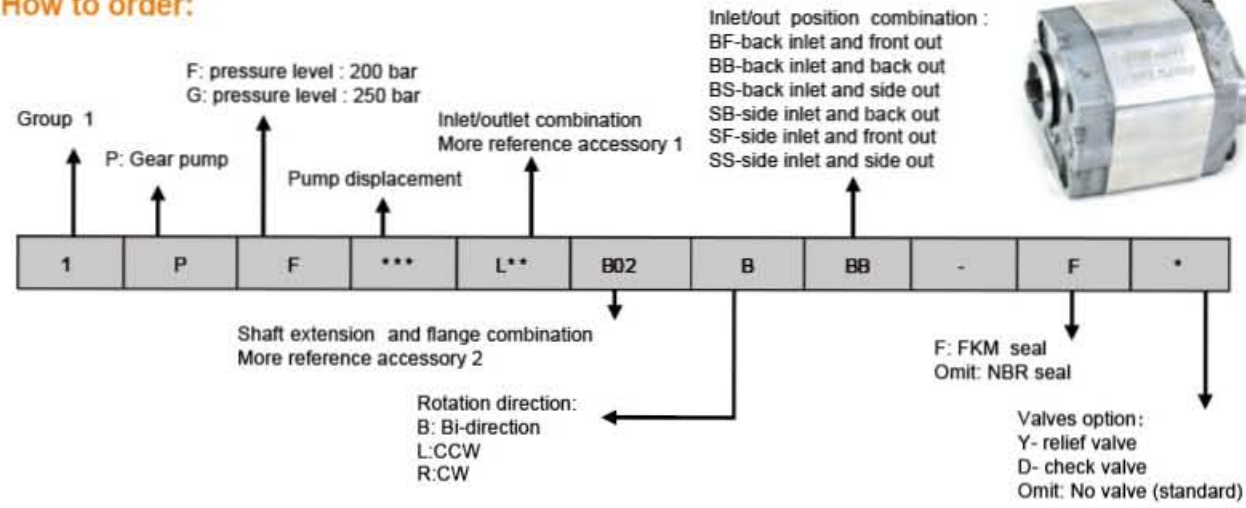 How to order:
Inlet/out position combination :
BF-back inlet and front out
BB-back inlet and back out
BS-back inlet and side out
SB-side inlet and back out
SF-side inlet and front out
SS-side inlet and side out
F: pressure level : 200 bar
G: pressure level : 250 bar
Group 1
P: Gear pump
Pump displacement
Inlet/outlet combination
More reference accessory 1
1 P F *** L** B02 B BB - F *
Shaft extension and flange combination
More reference accessory 2
Rotation direction:
B: Bi-direction
L:CCW
R:CW
F: FKM seal
Omit: NBR seal
Valves option:
Y- relief valve
D- check valve
Omit: No valve (standard)